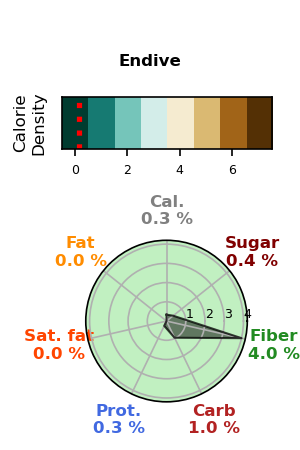 Endive
Calorie
Density
0 2 4 6
Cal.
0.3 %
Fat
0.0 %
Sugar
0.4 %
1 2 3 4
Sat. fat
0.0 %
Fiber
4.0 %
Prot.
0.3 %
Carb
1.0 %